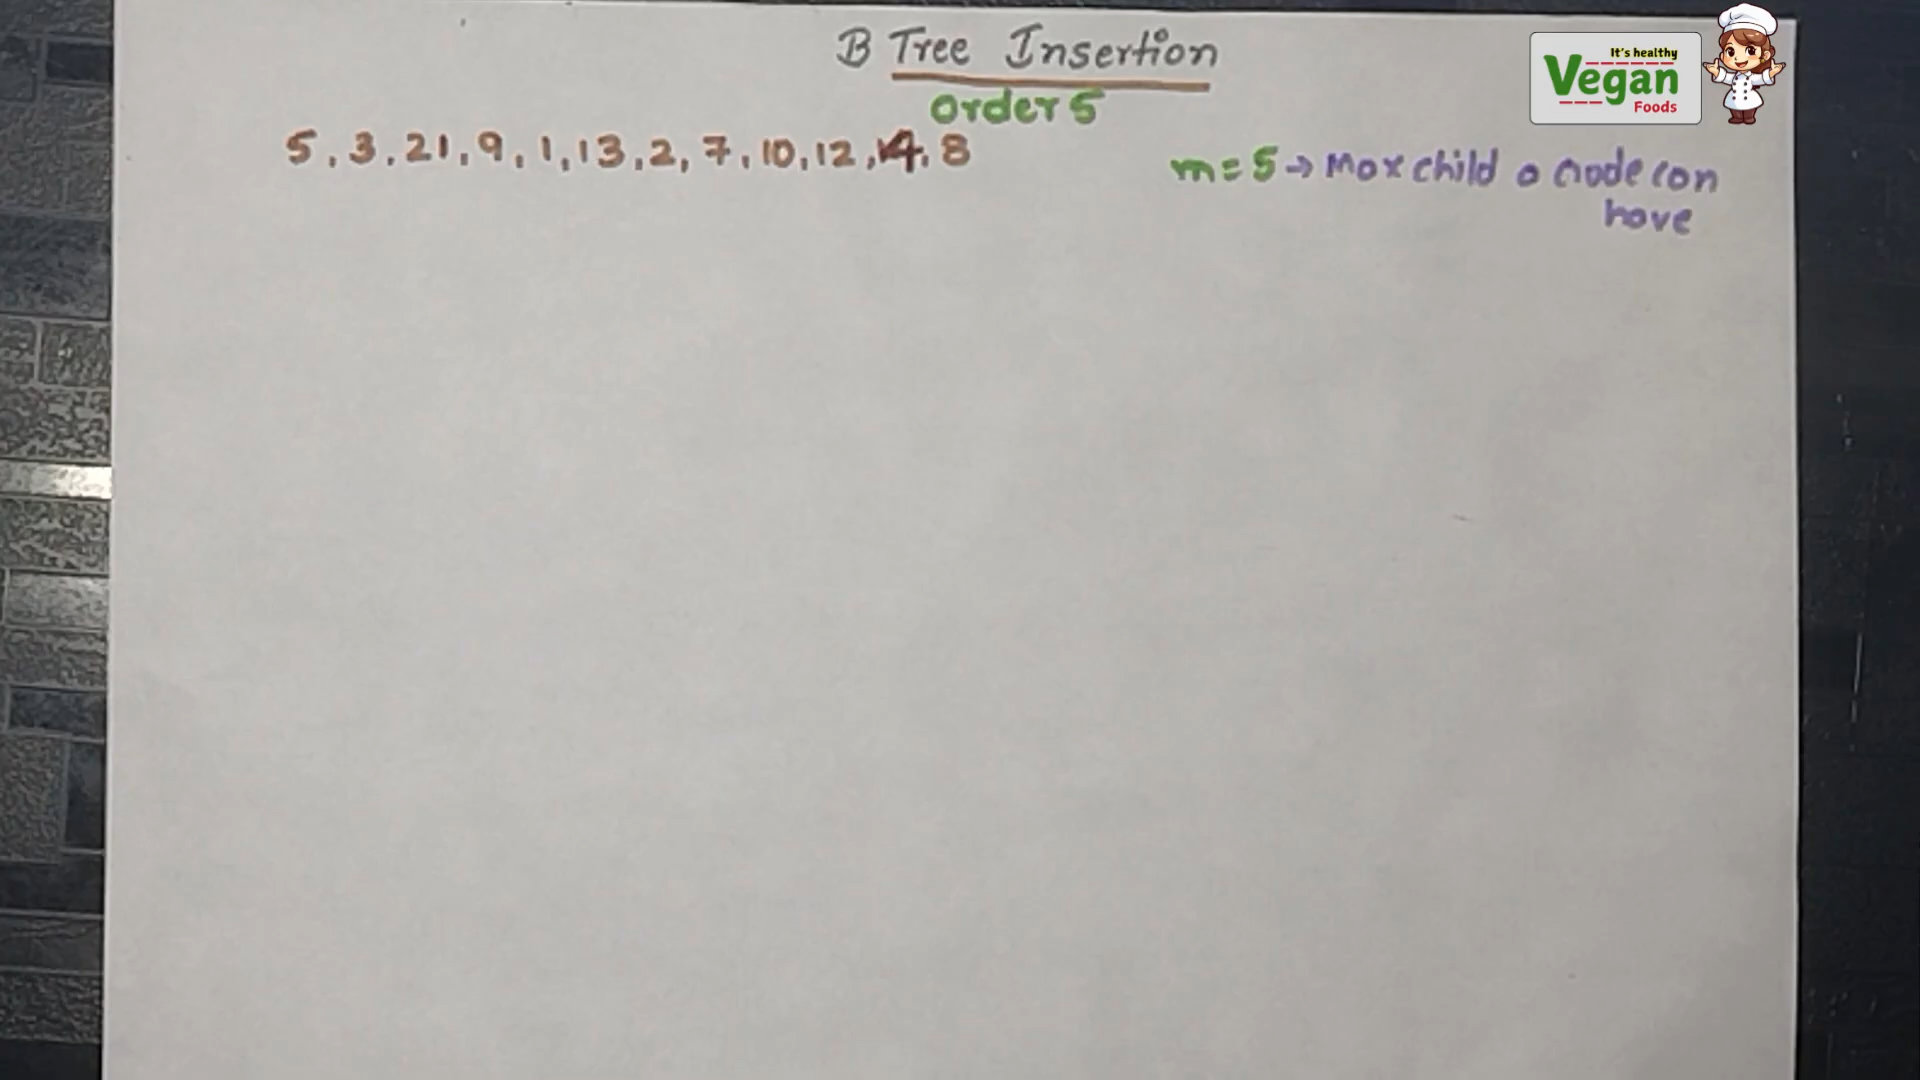 B Tree Insertion
Order 5
5, 3, 21, 9, 1, 13, 2, 7, 10, 12, 14, 8
m = 5 → Max child a node can
have
It's healthy
Vegan
Foods